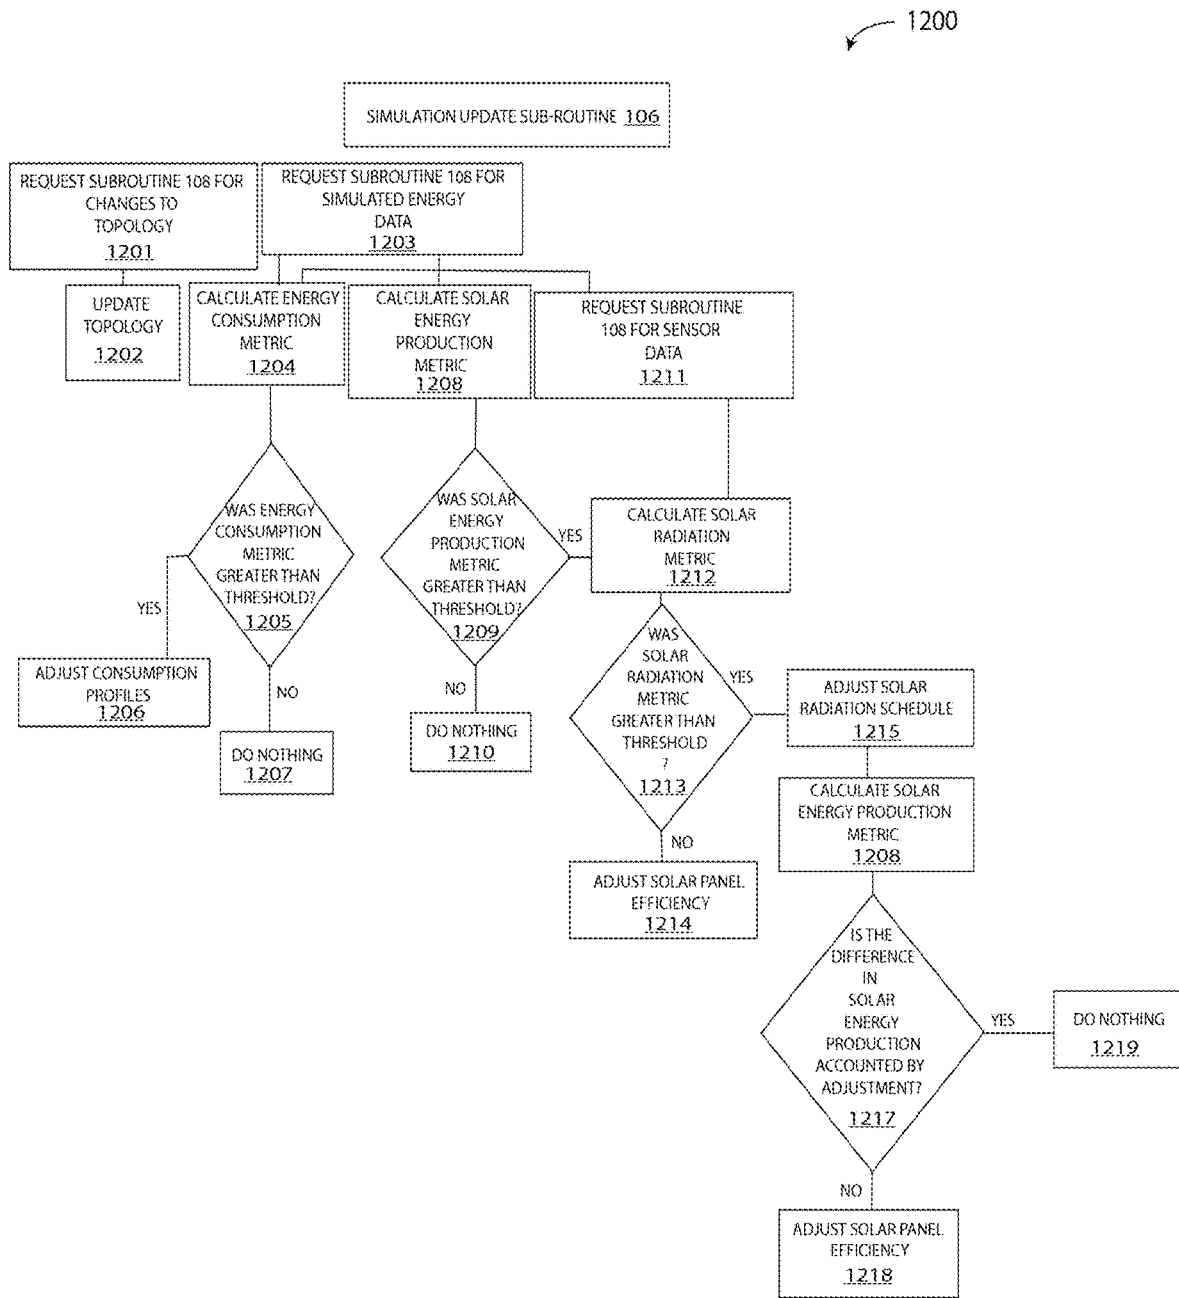 1200
SIMULATION UPDATE SUB-ROUTINE 106
REQUEST SUBROUTINE 108 FOR
CHANGES TO
TOPOLOGY
1201
REQUEST SUBROUTINE 108 FOR
SIMULATED ENERGY
DATA
1203
UPDATE
TOPOLOGY
1202
CALCULATE ENERGY
CONSUMPTION
METRIC
1204
CALCULATE SOLAR
ENERGY
PRODUCTION
METRIC
1208
REQUEST SUBROUTINE
108 FOR SENSOR
DATA
1211
WAS ENERGY
CONSUMPTION
METRIC
GREATER THAN
THRESHOLD?
1205
YES
ADJUST CONSUMPTION
PROFILES
1206
NO
DO NOTHING
1207
WAS SOLAR
ENERGY
PRODUCTION
METRIC
GREATER THAN
THRESHOLD?
1209
YES
NO
DO NOTHING
1210
CALCULATE SOLAR
RADIATION
METRIC
1212
WAS
SOLAR
RADIATION
METRIC
GREATER THAN
THRESHOLD
?
1213
YES
NO
ADJUST SOLAR PANEL
EFFICIENCY
1214
ADJUST SOLAR
RADIATION SCHEDULE
1215
CALCULATE SOLAR
ENERGY PRODUCTION
METRIC
1208
IS THE
DIFFERENCE
IN
SOLAR
ENERGY
PRODUCTION
ACCOUNTED BY
ADJUSTMENT?
1217
YES
DO NOTHING
1219
NO
ADJUST SOLAR PANEL
EFFICIENCY
1218